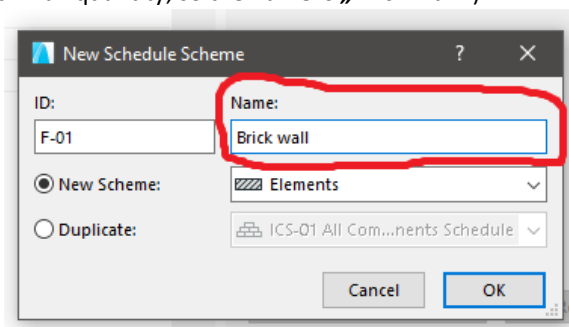 New Schedule Scheme ? ×
ID: Name:
F-01 Brick wall
New Scheme: Elements
Duplicate: ICS-01 All Com...nents Schedule
Cancel OK